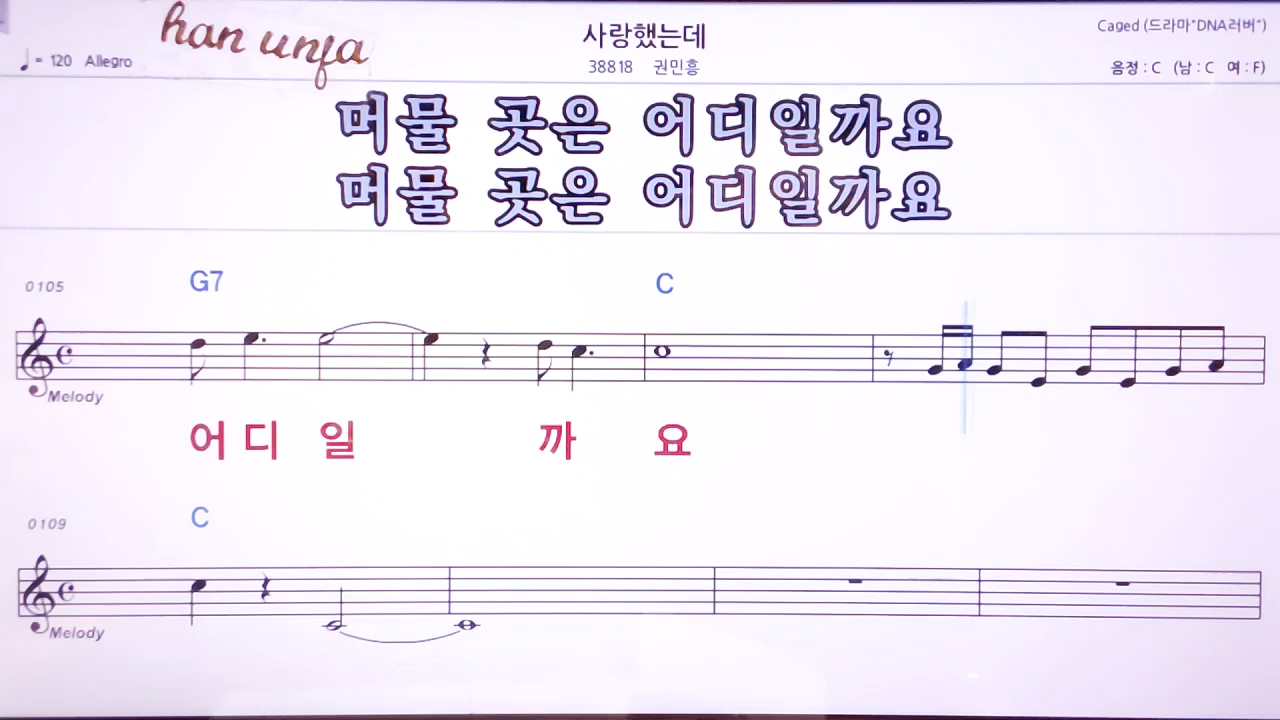 han unja
사랑했는데
Caged (드라마"DNA러버")
♩= 120 Allegro
38818 권민흥
음정 : C (남 : C 여 : F)
머물 곳은 어디일까요
머물 곳은 어디일까요
0105
G7 C
Melody
어 디 일 까 요
0109
C
Melody